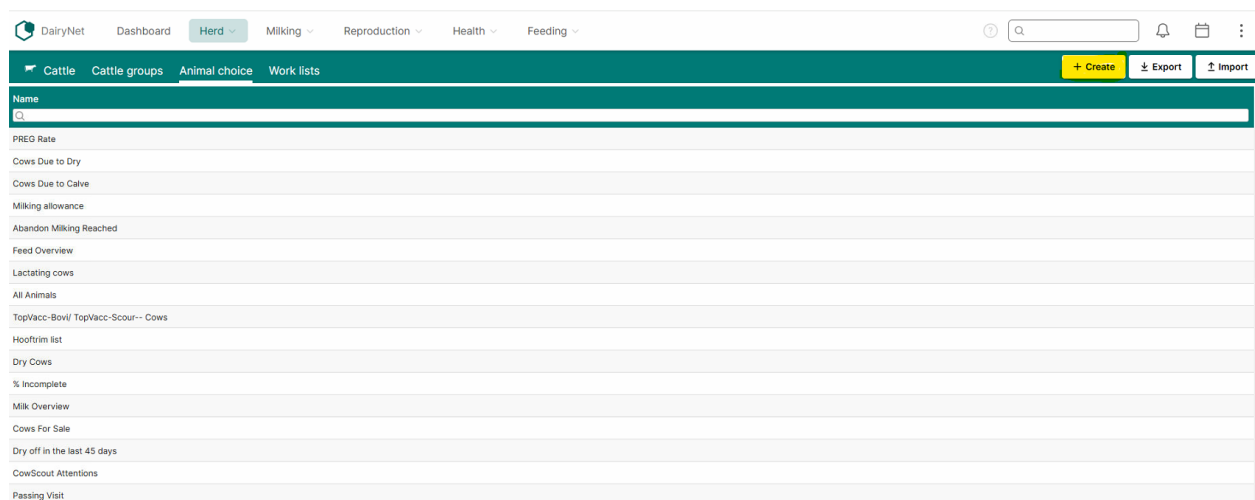 DairyNet Dashboard Herd Milking Reproduction Health Feeding
Cattle Cattle groups Animal choice Work lists + Create Export Import
Name
PREG Rate
Cows Due to Dry
Cows Due to Calve
Milking allowance
Abandon Milking Reached
Feed Overview
Lactating cows
All Animals
TopVacc-Bovi/ TopVacc-Scour-- Cows
Hooftrim list
Dry Cows
% Incomplete
Milk Overview
Cows For Sale
Dry off in the last 45 days
CowScout Attentions
Passing Visit